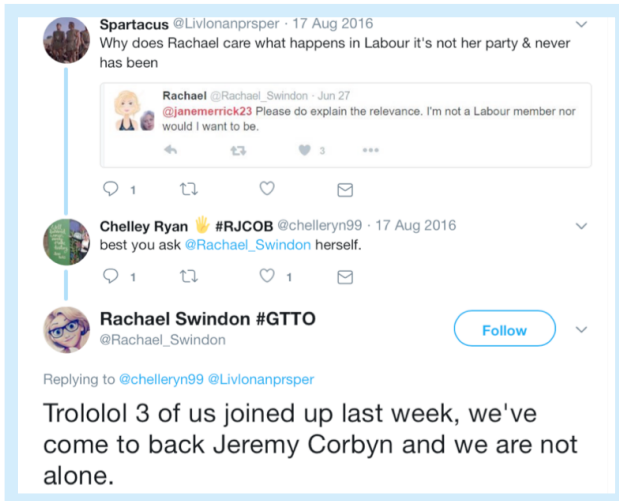 Spartacus @Livlonanprsper · 17 Aug 2016
Why does Rachael care what happens in Labour it's not her party & never
has been
Rachael @Rachael_Swindon · Jun 27
@janemerrick23 Please do explain the relevance. I'm not a Labour member nor
would I want to be.
3
1
Chelley Ryan 🖐 #RJCOB @chelleryn99 · 17 Aug 2016
best you ask @Rachael_Swindon herself.
1 1
Rachael Swindon #GTTO
@Rachael_Swindon
Follow
Replying to @chelleryn99 @Livlonanprsper
Trololol 3 of us joined up last week, we've
come to back Jeremy Corbyn and we are not
alone.